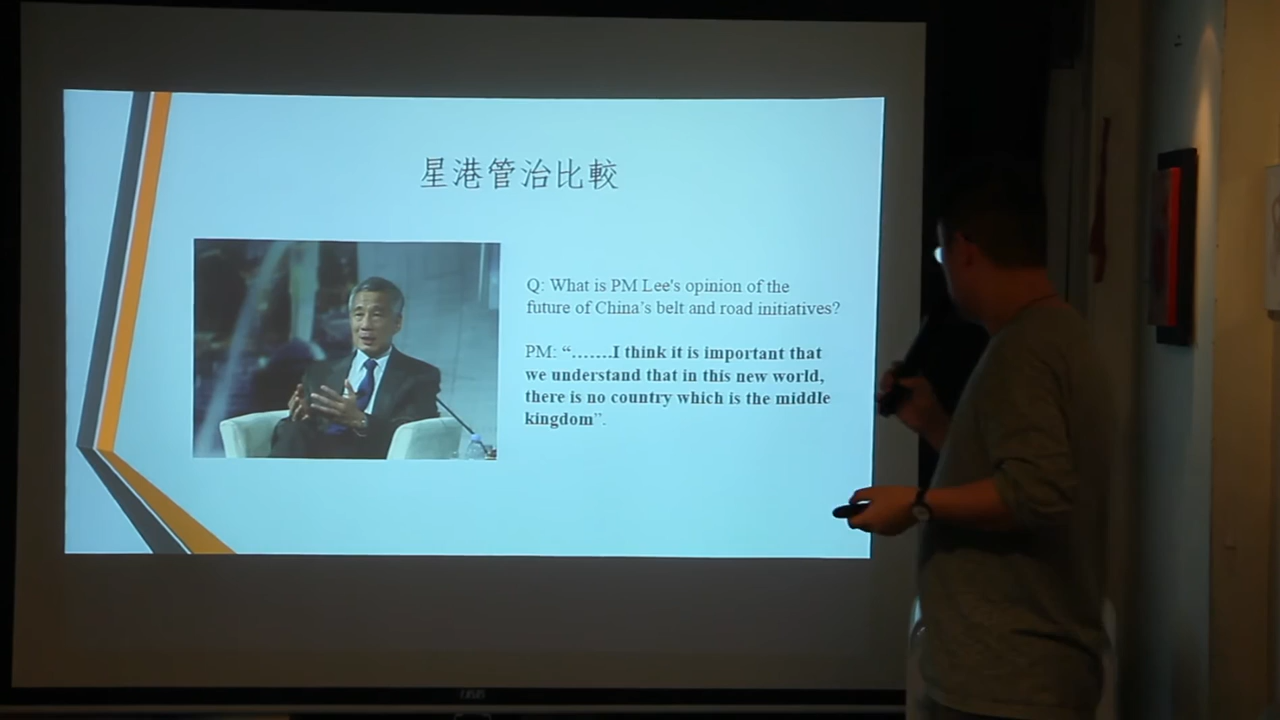 星港管治比較
Q: What is PM Lee's opinion of the
future of China's belt and road initiatives?
PM: “…….I think it is important that
we understand that in this new world,
there is no country which is the middle
kingdom”.